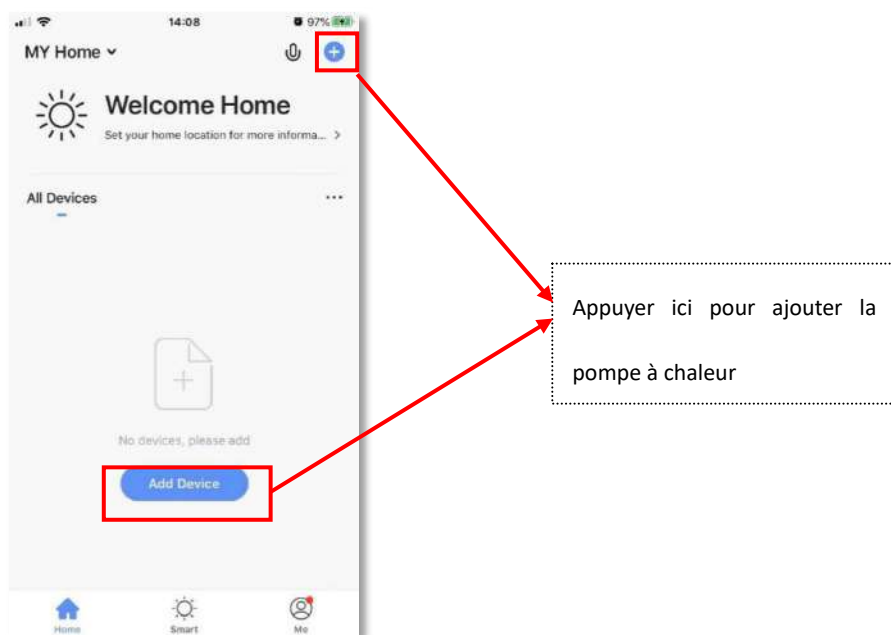 14:08
97%
MY Home
Welcome Home
Set your home location for more informa... >
All Devices
...
No devices, please add
Add Device
Home
Smart
Me
Appuyer ici pour ajouter la
pompe à chaleur